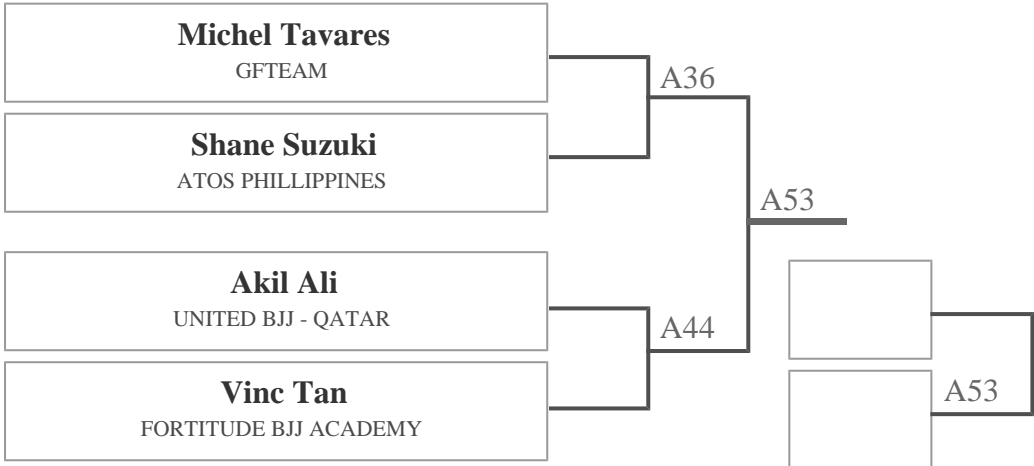 Michel Tavares
GFTEAM
A36
Shane Suzuki
ATOS PHILLIPPINES
A53
Akil Ali
UNITED BJJ - QATAR
A44
Vinc Tan
FORTITUDE BJJ ACADEMY
A53